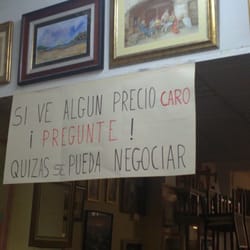 SI VE ALGUN PRECIO CARO
¡ PREGUNTE !
QUIZAS SE PUEDA NEGOCIAR